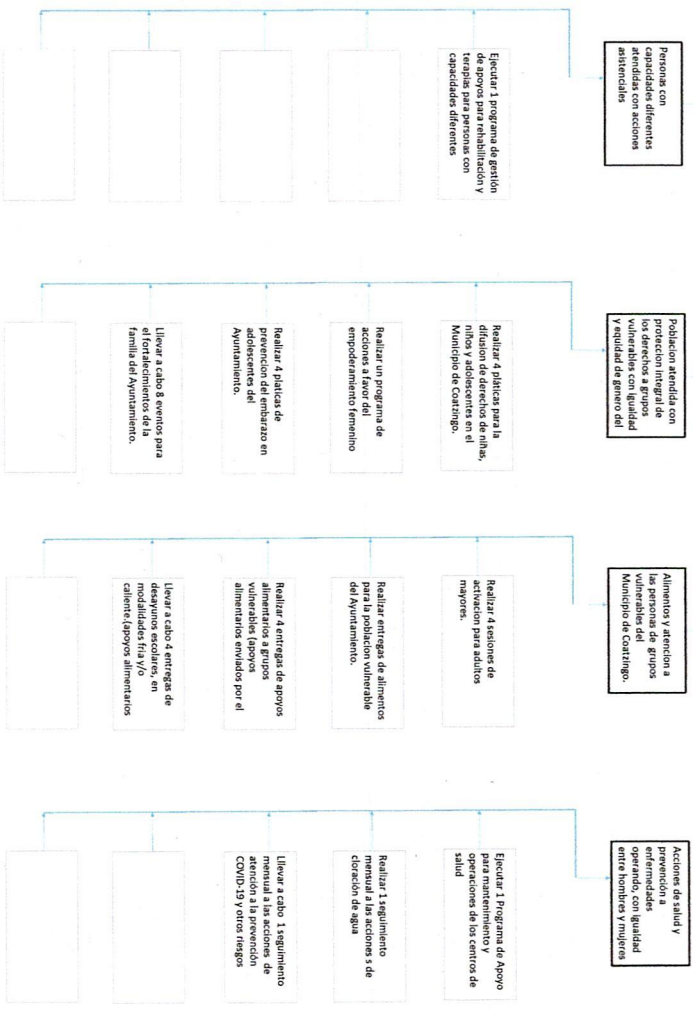 Personas con
capacidades diferentes
atendidas con acciones
asistenciales
Ejecutar 1 programa de gestión
de apoyos para rehabilitación y
terapias para personas con
capacidades diferentes
Poblacion atendida con
proteccion integral de
los derechos a grupos
vulnerables con igualdad
y equidad de genero del
Realizar 4 pláticas para la
difusion de derechos de niñas,
niños y adolescentes en el
Municipio de Coatzingo.
Realizar un programa de
acciones a favor del
empoderamiento femenino
Realizar 4 platicas de
prevencion del embarazo en
adolescentes del
Ayuntamiento.
Llevar a cabo 8 eventos para
el fortalecimientos de la
familia del Ayuntamiento.
Alimentos y atencion a
las personas de grupos
vulnerables del
Municipio de Coatzingo.
Realizar 4 sesiones de
activacion para adultos
mayores.
Realizar entregas de alimentos
para la poblacion vulnerable
del Ayuntamiento.
Realizar 4 entregas de apoyos
alimentarios a grupos
vulnerables (apoyos
alimentarios enviados por el
Llevar a cabo 4 entregas de
desayunos escolares, en
modalidades fria y/o
caliente.(apoyos alimentarios
Acciones de salud y
prevención a
enfermedades
operando, con igualdad
entre hombres y mujeres
Ejecutar 1 Programa de Apoyo
para mantenimiento y
operaciones de los centros de
salud
Realizar 1 seguimiento
mensual a las acciones s de
cloración de agua
Llevar a cabo 1 seguimiento
mensual a las acciones de
atención a la prevención
COVID-19 y otros riesgos